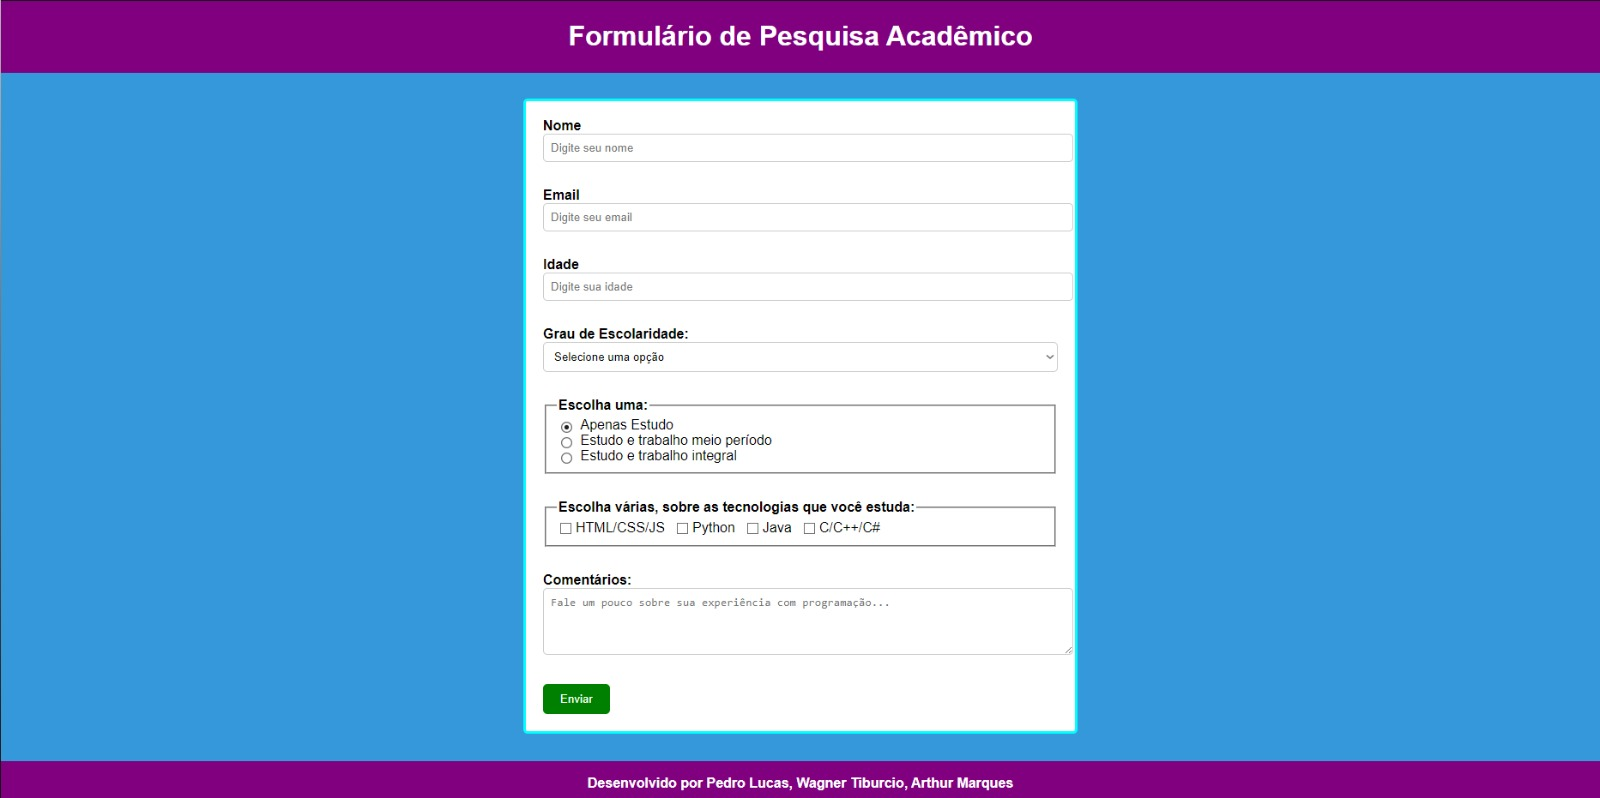 Formulário de Pesquisa Acadêmico
Nome
Digite seu nome
Email
Digite seu email
Idade
Digite sua idade
Grau de Escolaridade:
Selecione uma opção
Escolha uma:
Apenas Estudo
Estudo e trabalho meio período
Estudo e trabalho integral
Escolha várias, sobre as tecnologias que você estuda:
HTML/CSS/JS Python Java C/C++/C#
Comentários:
Fale um pouco sobre sua experiência com programação...
Enviar
Desenvolvido por Pedro Lucas, Wagner Tiburcio, Arthur Marques